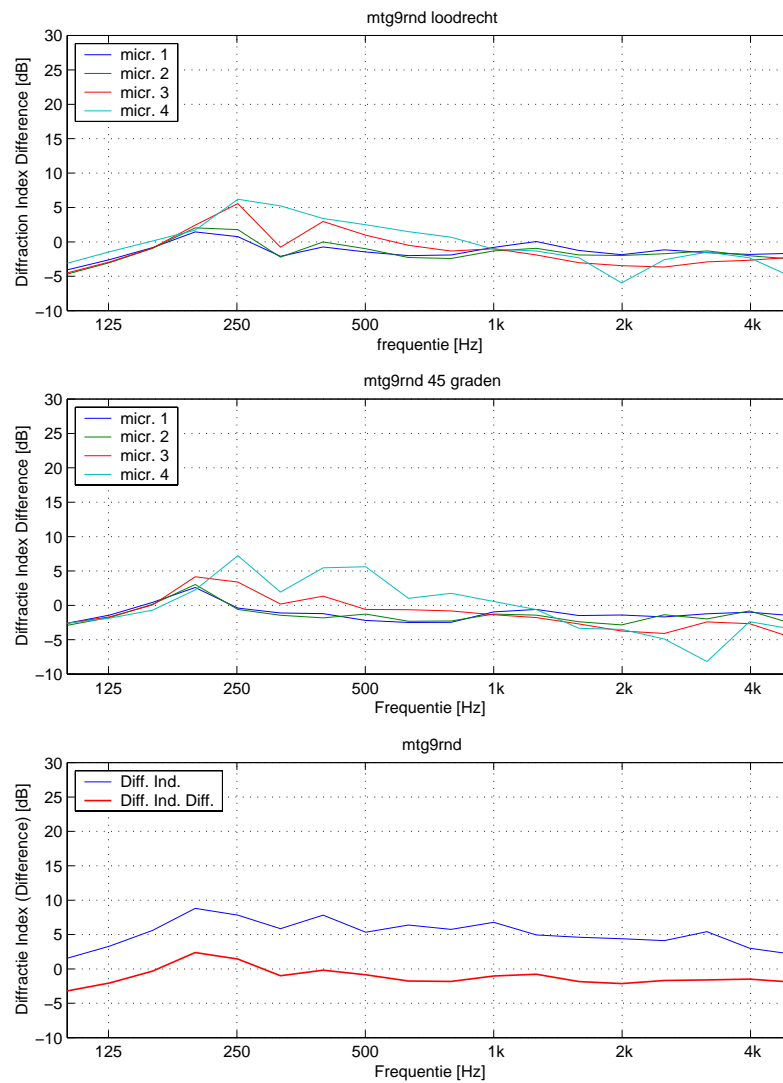 mtg9rnd loodrecht
30
25
20
15
10
5
0
−5
−10
Diffraction Index Difference [dB]
micr. 1
micr. 2
micr. 3
micr. 4
125 250 500 1k 2k 4k
frequentie [Hz]
mtg9rnd 45 graden
30
25
20
15
10
5
0
−5
−10
Diffractie Index Difference [dB]
micr. 1
micr. 2
micr. 3
micr. 4
125 250 500 1k 2k 4k
Frequentie [Hz]
mtg9rnd
30
25
20
15
10
5
0
−5
−10
Diffractie Index (Difference) [dB]
Diff. Ind.
Diff. Ind. Diff.
125 250 500 1k 2k 4k